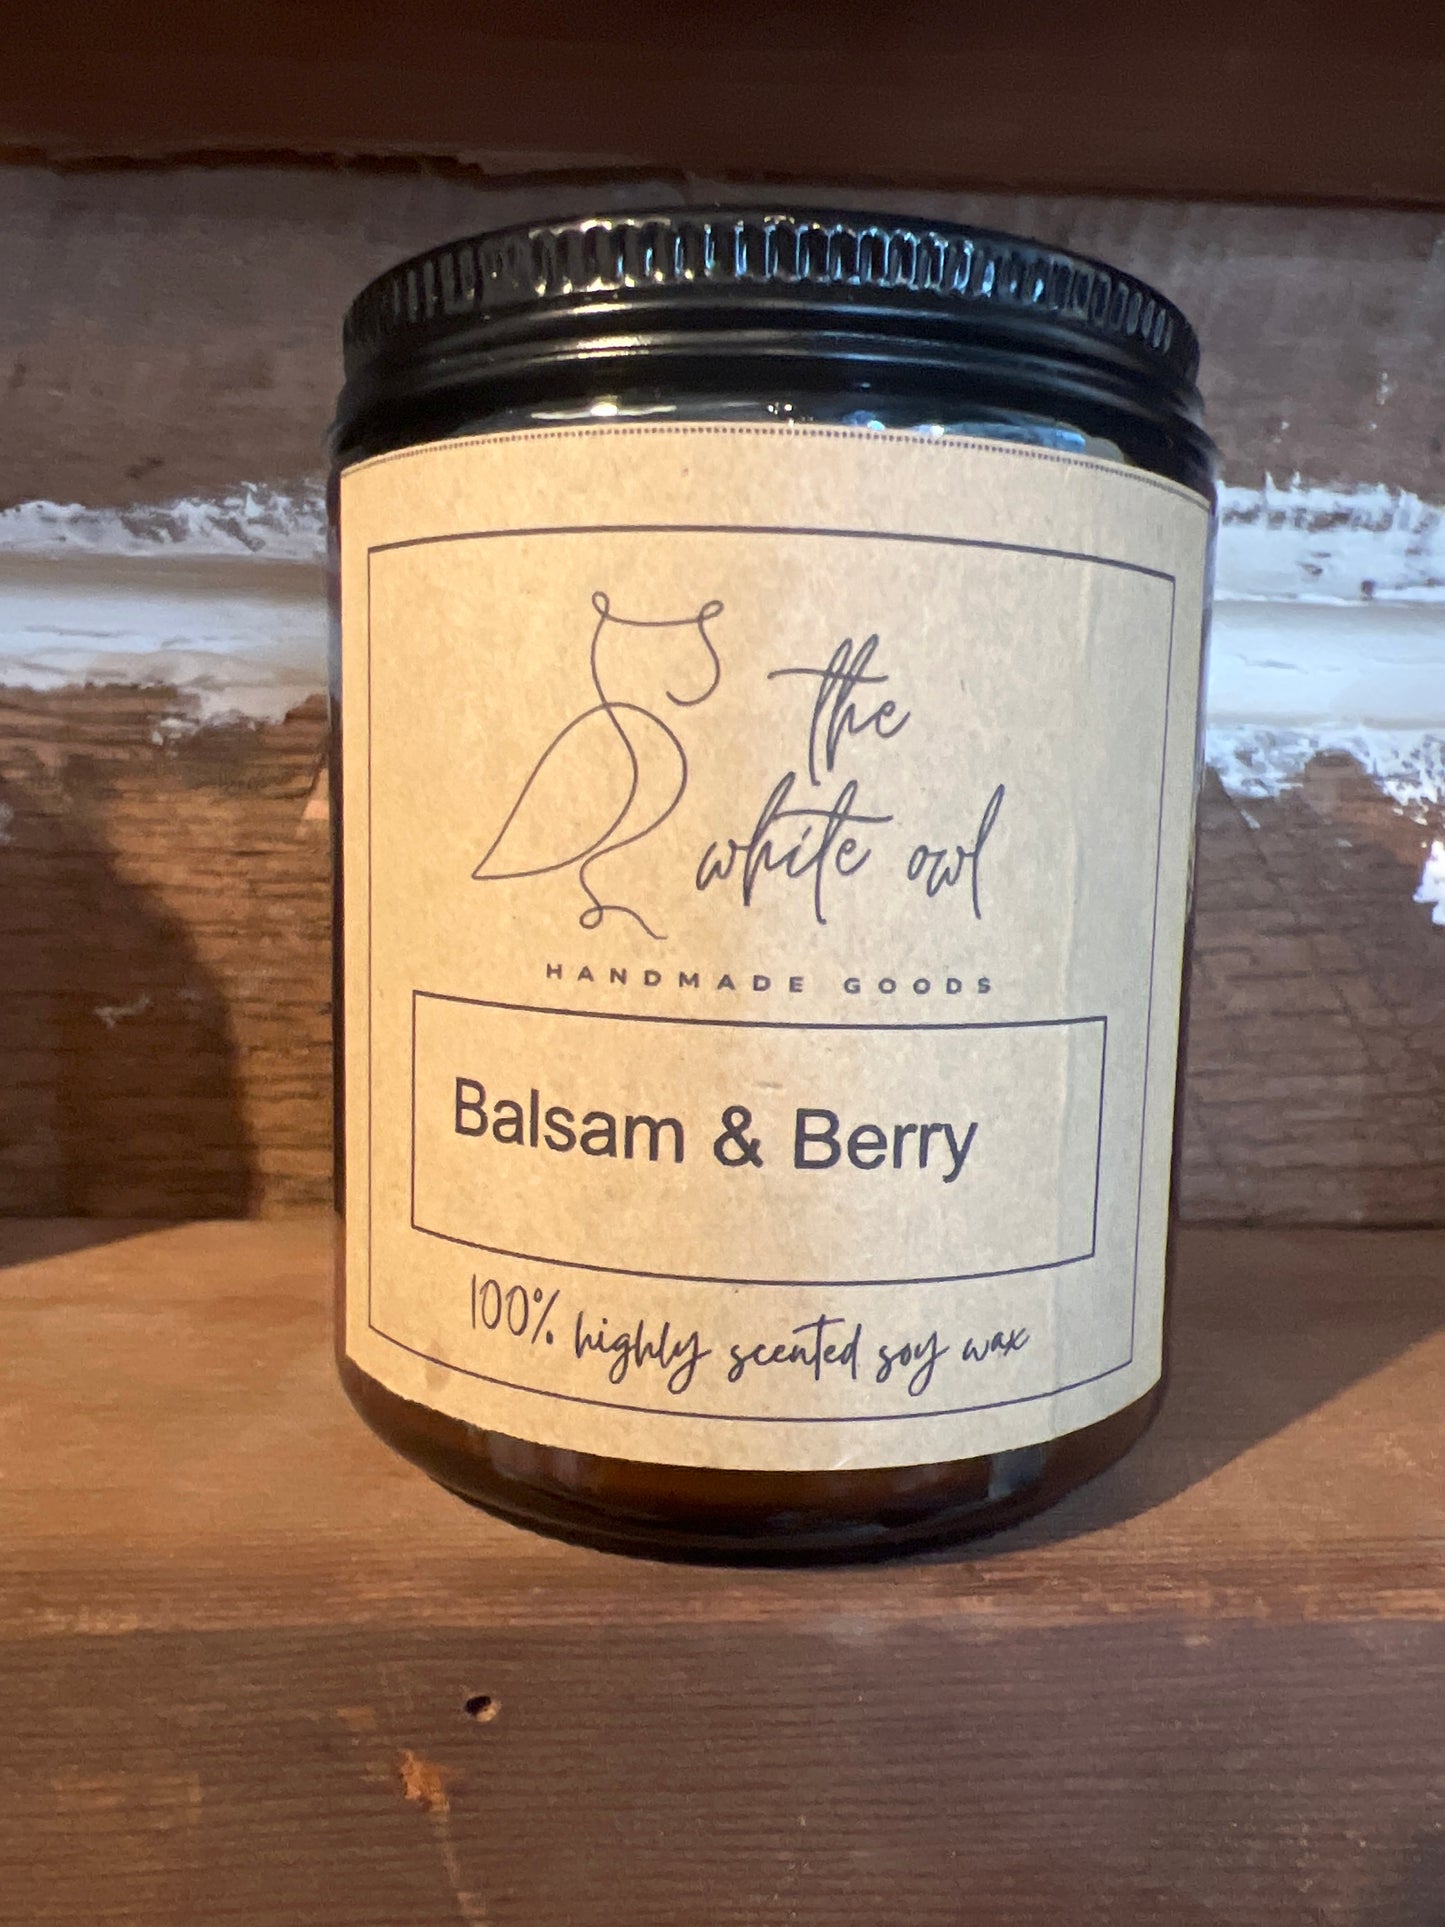 the
white owl
HANDMADE GOODS
Balsam & Berry
100% highly scented soy wax